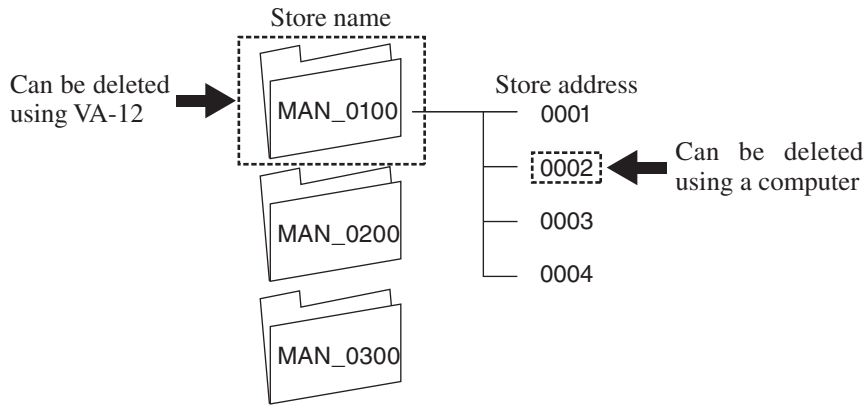 Store name
Can be deleted
using VA-12
MAN_0100
Store address
0001
0002
Can be deleted
using a computer
MAN_0200
0003
0004
MAN_0300